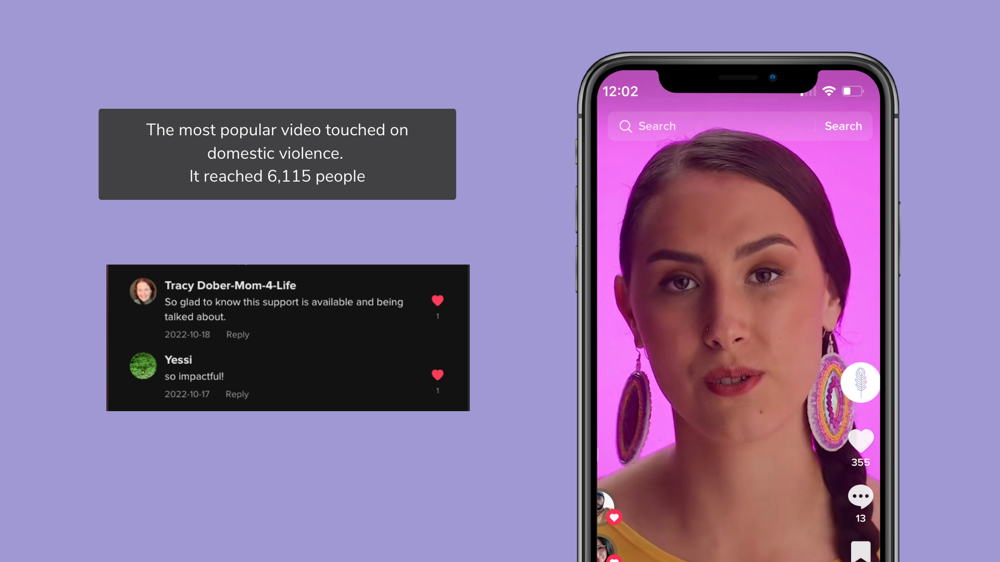 The most popular video touched on
domestic violence.
It reached 6,115 people
Tracy Dober-Mom-4-Life
So glad to know this support is available and being
talked about.
2022-10-18 Reply
1
Yessi
so impactful!
2022-10-17 Reply
1
12:02
Search Search
355
13